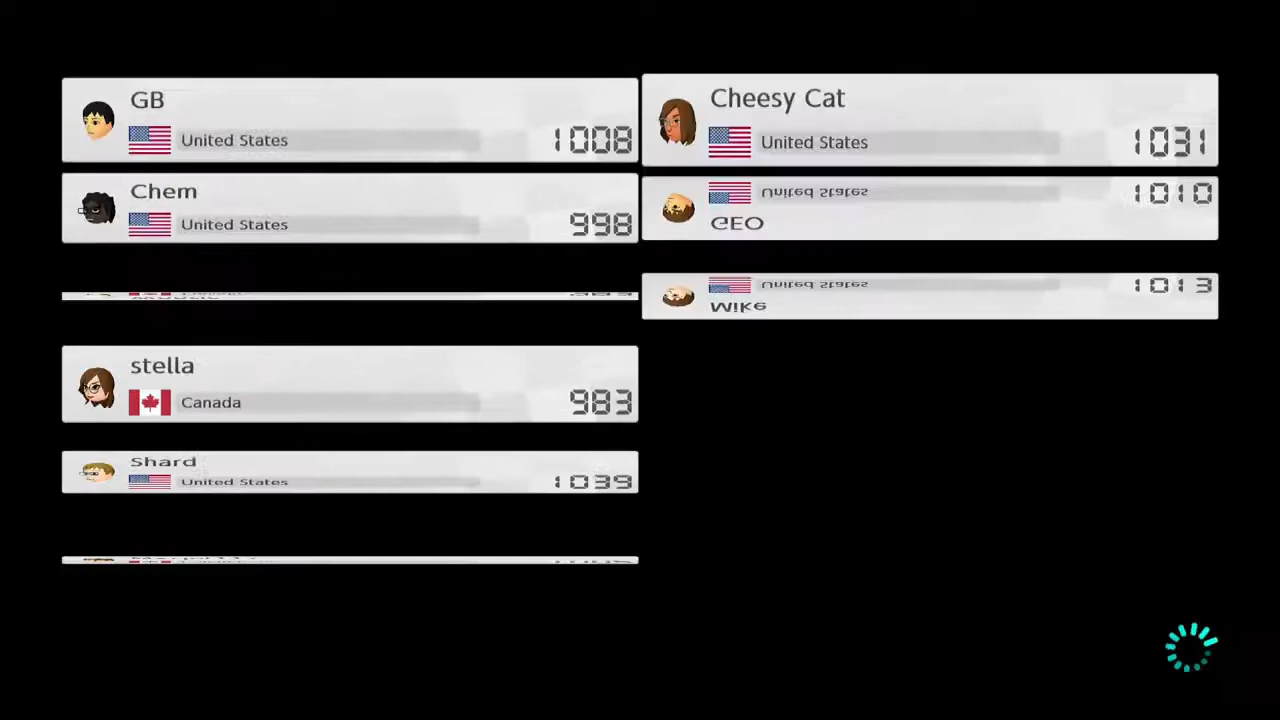 GB
United States 1008
Chem
United States 998
stella
Canada 983
Shard
United States 1039
Cheesy Cat
United States 1031
United States 1010
GEO
United States 1013
Mike